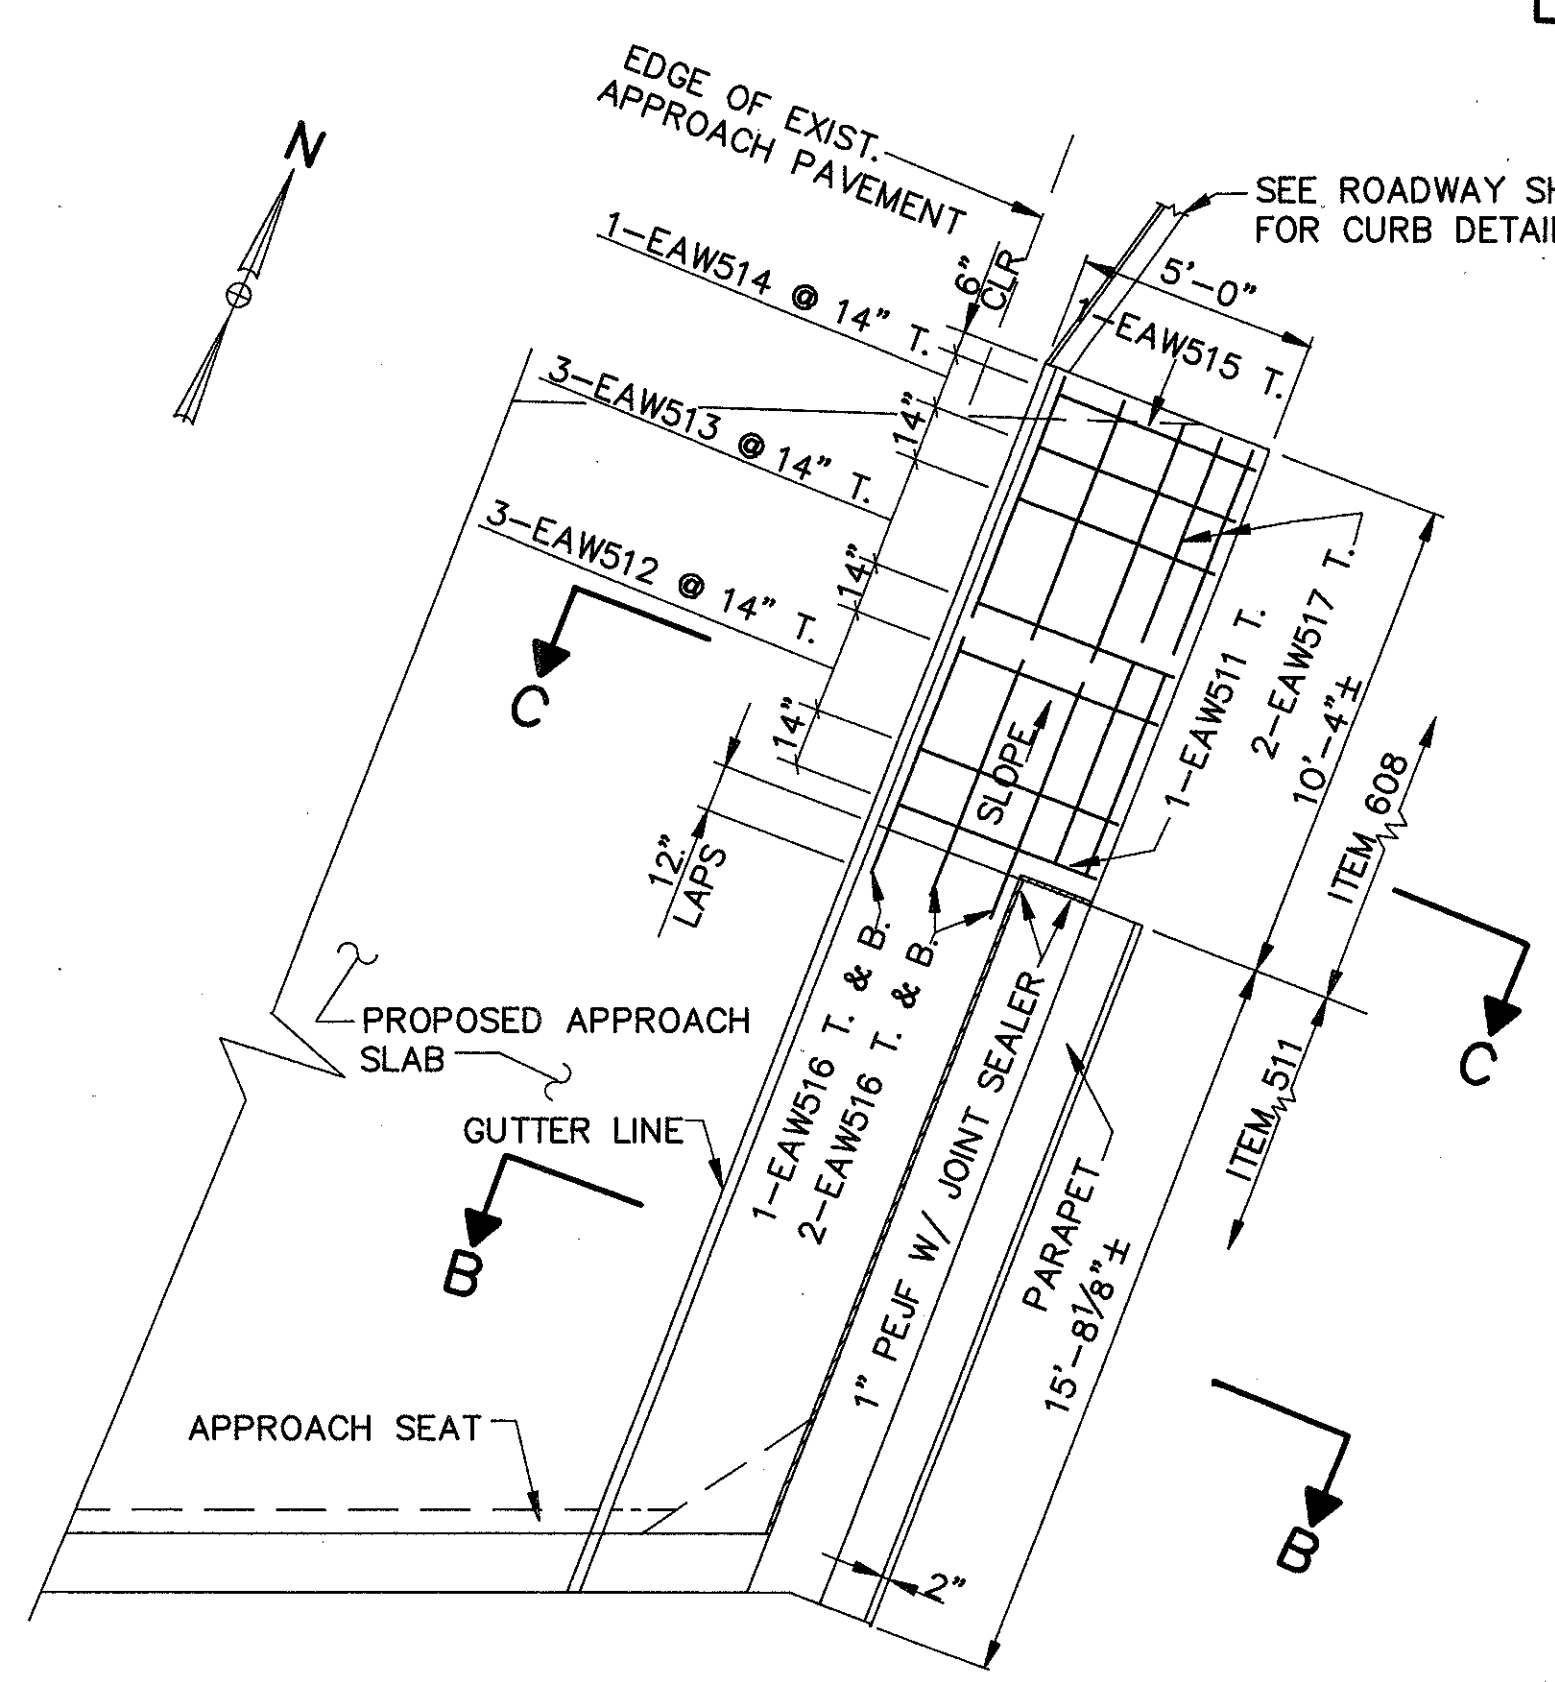 EDGE OF EXIST.
APPROACH PAVEMENT
N
SEE ROADWAY
FOR CURB
6"
CLR
5'-0"
1-EAW514 @ 14" T.
1-EAW515 T.
3-EAW513 @ 14" T.
14"
3-EAW512 @ 14" T.
14"
C
14"
12"
LAPS
SLOPE
1-EAW511 T.
2-EAW517 T.
10'-4"±
ITEM 608
PROPOSED APPROACH
SLAB
GUTTER LINE
1-EAW516 T. & B.
2-EAW516 T. & B.
1" PEJF W/ JOINT SEALER
ITEM 511
C
PARAPET
15'-8 1/8"±
B
APPROACH SEAT
2"
B